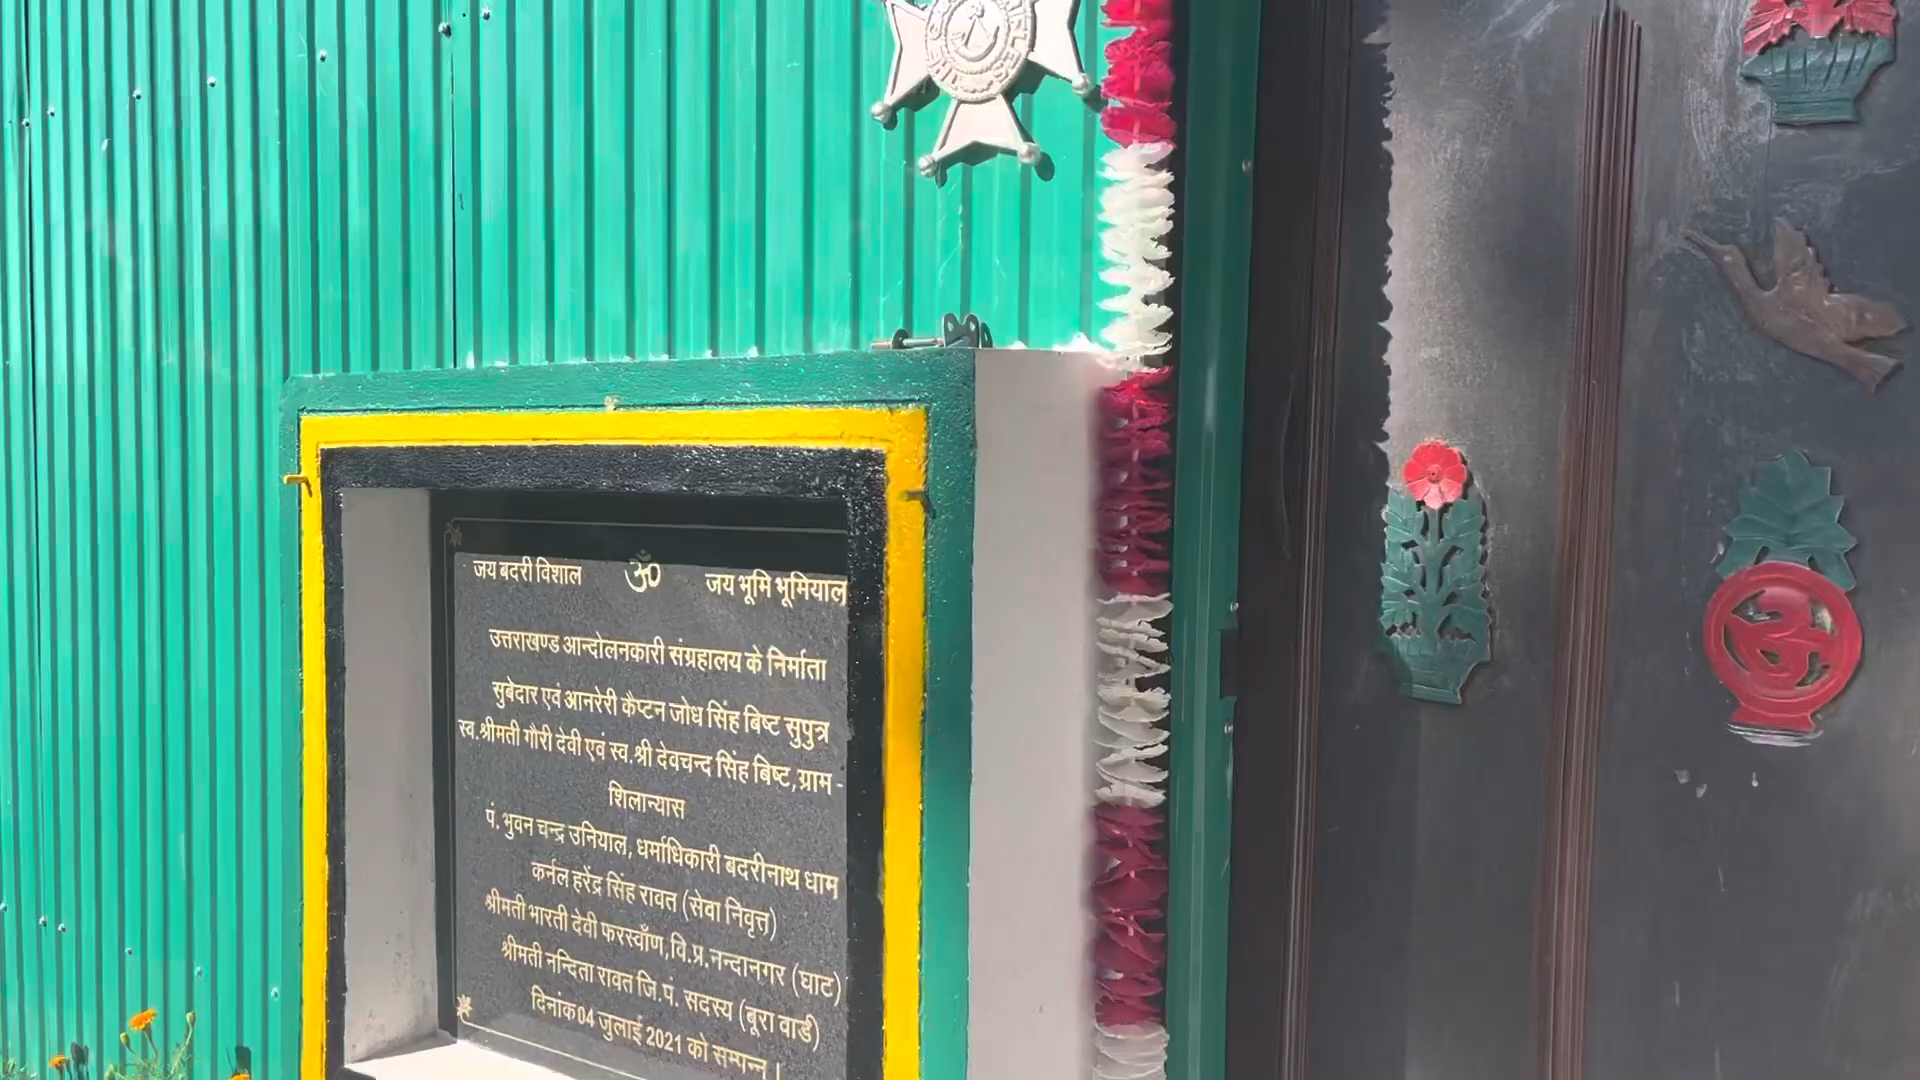 जय बदरी विशाल ॐ जय भूमि भूमियाल
उत्तराखण्ड आन्दोलनकारी संग्रहालय के निर्माता
सुबेदार एवं आनरेरी कैप्टन जोध सिंह बिष्ट सुपुत्र
स्व.श्रीमती गौरी देवी एवं स्व.श्री देवचन्द सिंह बिष्ट,ग्राम -
शिलान्यास
पं. भुवन चन्द्र उनियाल, धर्माधिकारी बदरीनाथ धाम
कर्नल हरेंद्र सिंह रावत (सेवा निवृत्त)
श्रीमती भारती देवी फरस्वाँण,वि.प्र.नन्दानगर (घाट)
श्रीमती नन्दिता रावत जि.पं. सदस्य (बूरा वार्ड)
दिनांक04 जुलाई 2021 को सम्पन्न ।
ॐ